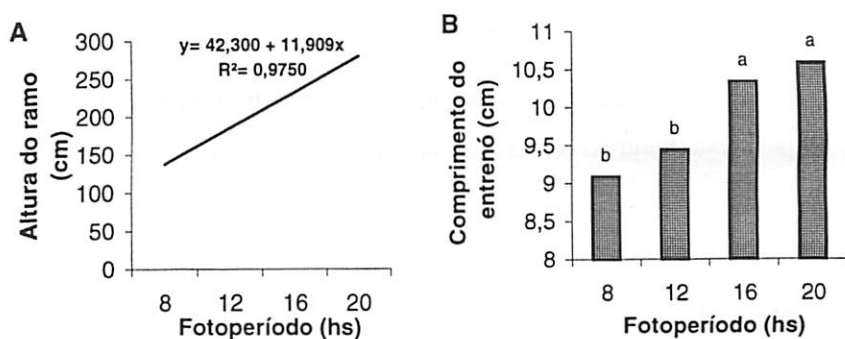 A
y= 42,300 + 11,909x
R²= 0,9750
Altura do ramo
(cm)
300
250
200
150
100
50
0
8 12 16 20
Fotoperíodo (hs)
B
Comprimento do
entrenó (cm)
11
10,5
10
9,5
9
8,5
8
b
b
a
a
8 12 16 20
Fotoperíodo (hs)